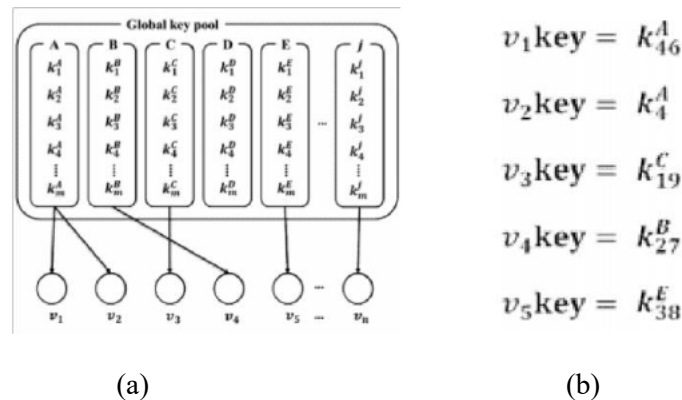 Global key pool
A B C D E j
k₁ᴬ k₁ᴮ k₁ᶜ k₁ᴰ k₁ᴱ k₁ʲ
k₂ᴬ k₂ᴮ k₂ᶜ k₂ᴰ k₂ᴱ k₂ʲ
k₃ᴬ k₃ᴮ k₃ᶜ k₃ᴰ k₃ᴱ ... k₃ʲ
k₄ᴬ k₄ᴮ k₄ᶜ k₄ᴰ k₄ᴱ k₄ʲ
⋮ ⋮ ⋮ ⋮ ⋮ ⋮
kₘᴬ kₘᴮ kₘᶜ kₘᴰ kₘᴱ kₘʲ
...
v₁ v₂ v₃ v₄ v₅ ... vₙ
(a)
v₁key = k₄₆ᴬ
v₂key = k₄ᴬ
v₃key = k₁₉ᶜ
v₄key = k₂₇ᴮ
v₅key = k₃₈ᴱ
(b)